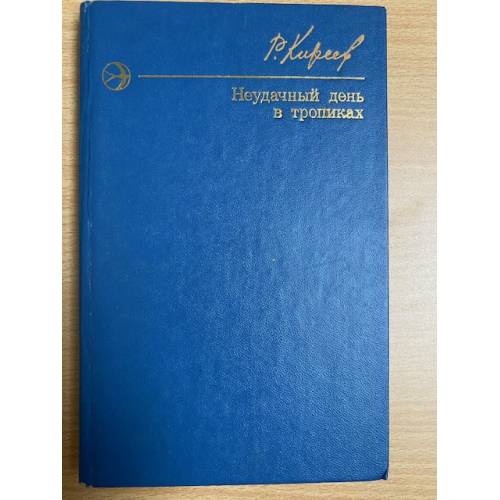 Р. Киреев
Неудачный день
в тропиках